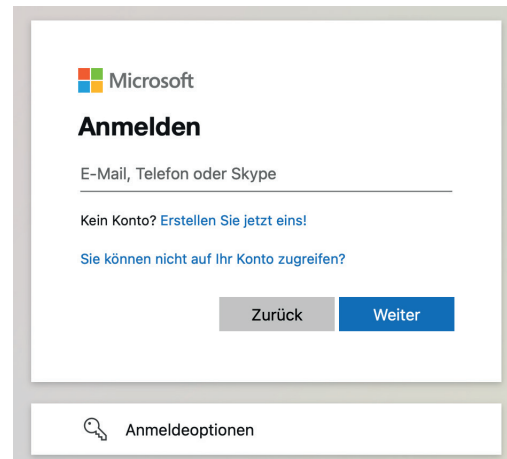 Microsoft
Anmelden
E-Mail, Telefon oder Skype
Kein Konto? Erstellen Sie jetzt eins!
Sie können nicht auf Ihr Konto zugreifen?
Zurück Weiter
Anmeldeoptionen